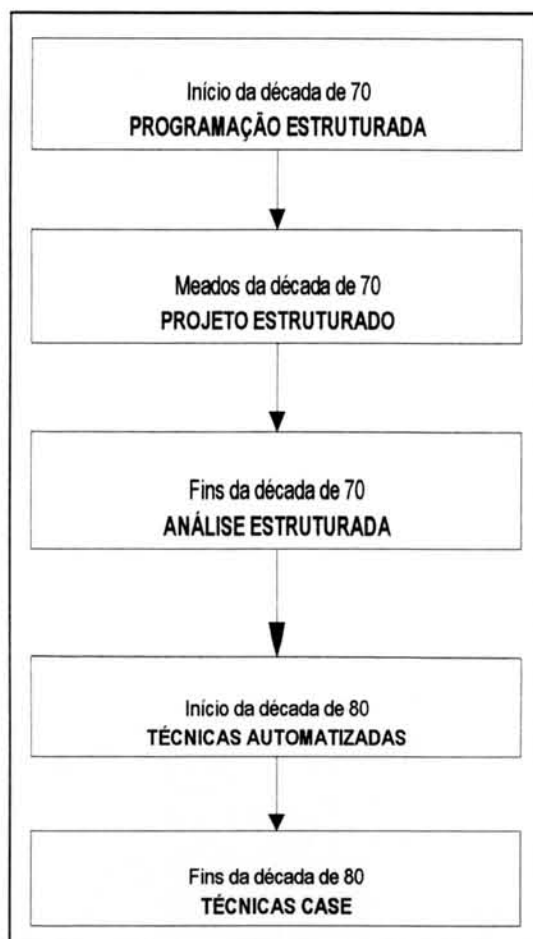 Início da década de 70
PROGRAMAÇÃO ESTRUTURADA
Meados da década de 70
PROJETO ESTRUTURADO
Fins da década de 70
ANÁLISE ESTRUTURADA
Início da década de 80
TÉCNICAS AUTOMATIZADAS
Fins da década de 80
TÉCNICAS CASE